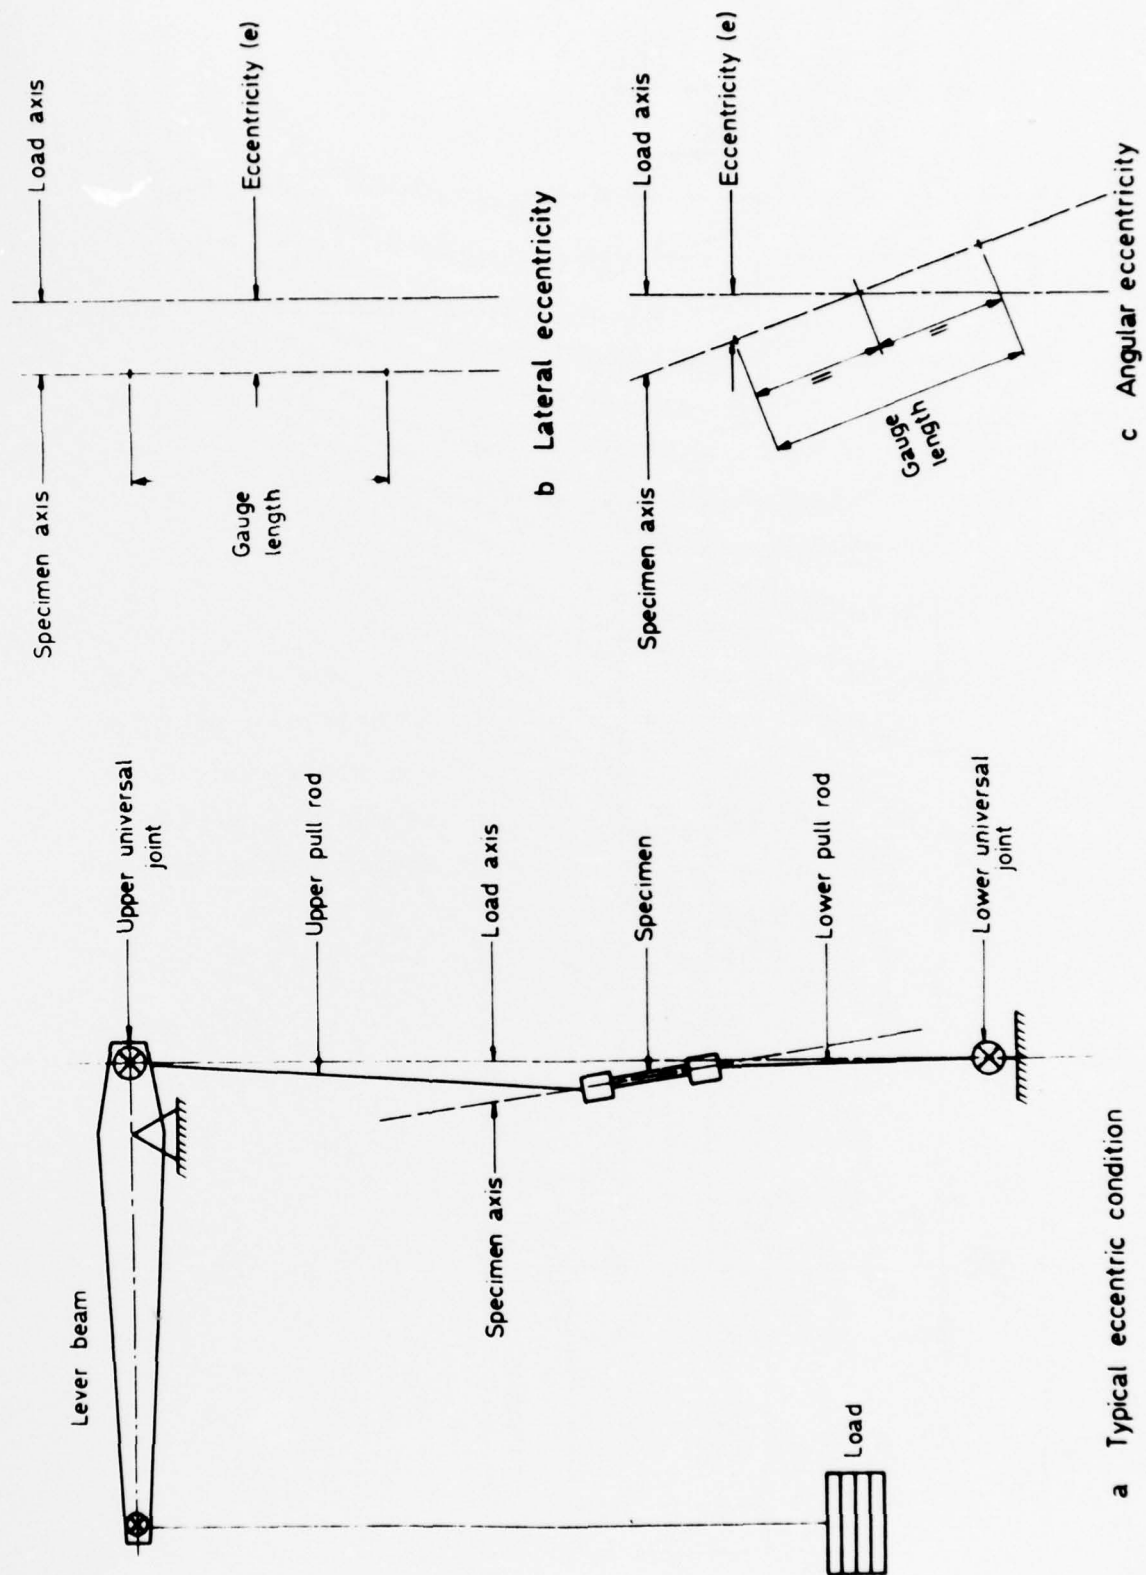 Lever beam
Upper universal
joint
Upper pull rod
Load axis
Specimen axis
Specimen
Lower pull rod
Lower universal
joint
Load
a Typical eccentric condition
Specimen axis
Load axis
Gauge
length
Eccentricity (e)
b Lateral eccentricity
Specimen axis
Load axis
Eccentricity (e)
Gauge
length
c Angular eccentricity